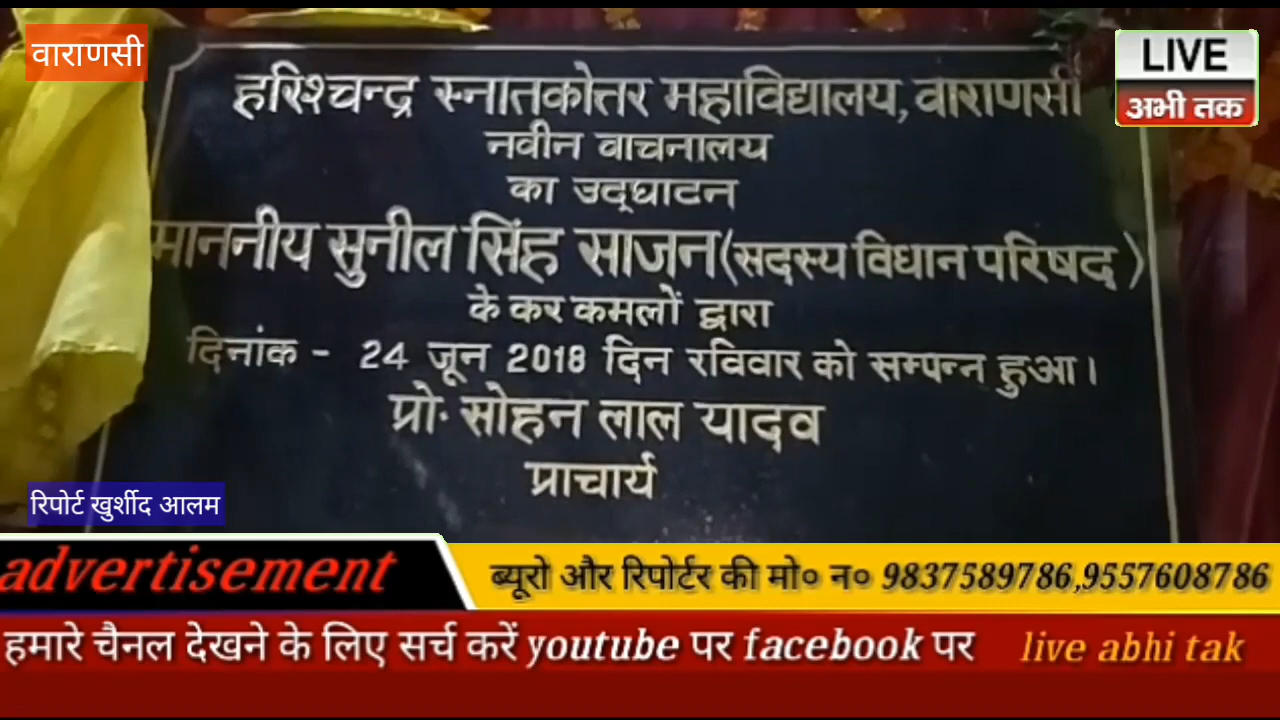 वाराणसी
LIVE
अभी तक
हरिश्चन्द्र स्नातकोत्तर महाविद्यालय, वाराणसी
नवीन वाचनालय
का उद्घाटन
माननीय सुनील सिंह साजन (सदस्य विधान परिषद)
के कर कमलों द्वारा
दिनांक - 24 जून 2018 दिन रविवार को सम्पन्न हुआ।
प्रो. सोहन लाल यादव
प्राचार्य
रिपोर्ट खुर्शीद आलम
advertisement
ब्यूरो और रिपोर्टर की मो० न० 9837589786,9557608786
हमारे चैनल देखने के लिए सर्च करें youtube पर facebook पर live abhi tak